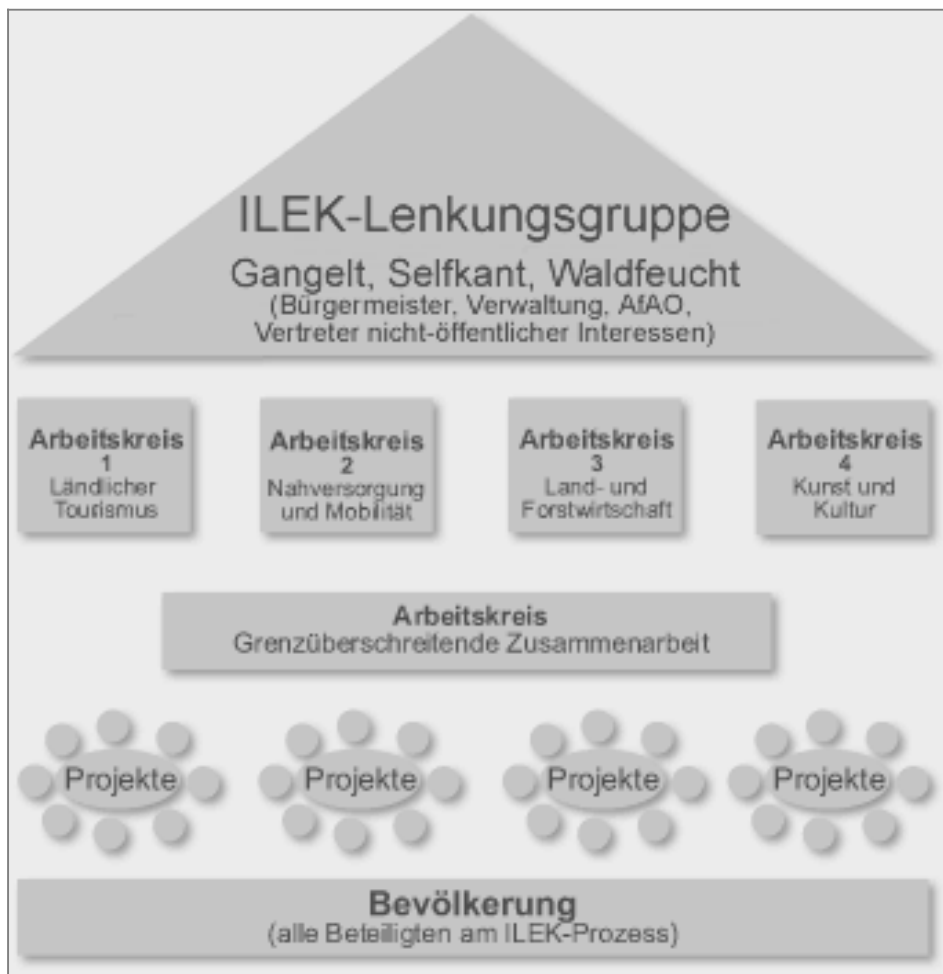 ILEK-Lenkungsgruppe
Gangelt, Selfkant, Waldfeucht
(Bürgermeister, Verwaltung, AfAO,
Vertreter nicht-öffentlicher Interessen)
Arbeitskreis
1
Ländlicher
Tourismus
Arbeitskreis
2
Nahversorgung
und Mobilität
Arbeitskreis
3
Land- und
Forstwirtschaft
Arbeitskreis
4
Kunst und
Kultur
Arbeitskreis
Grenzüberschreitende Zusammenarbeit
Projekte
Projekte
Projekte
Projekte
Bevölkerung
(alle Beteiligten am ILEK-Prozess)